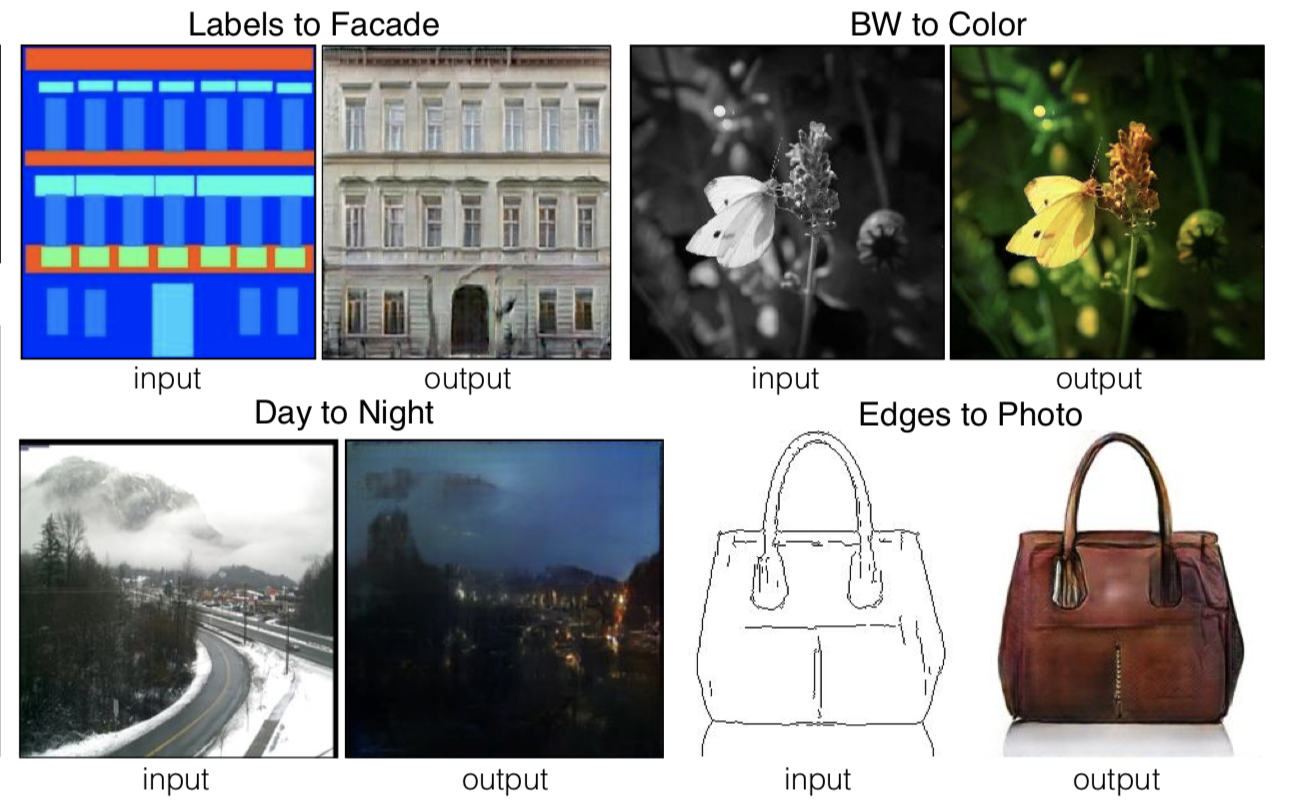 Labels to Facade
BW to Color
input
output
input
output
Day to Night
Edges to Photo
input
output
input
output